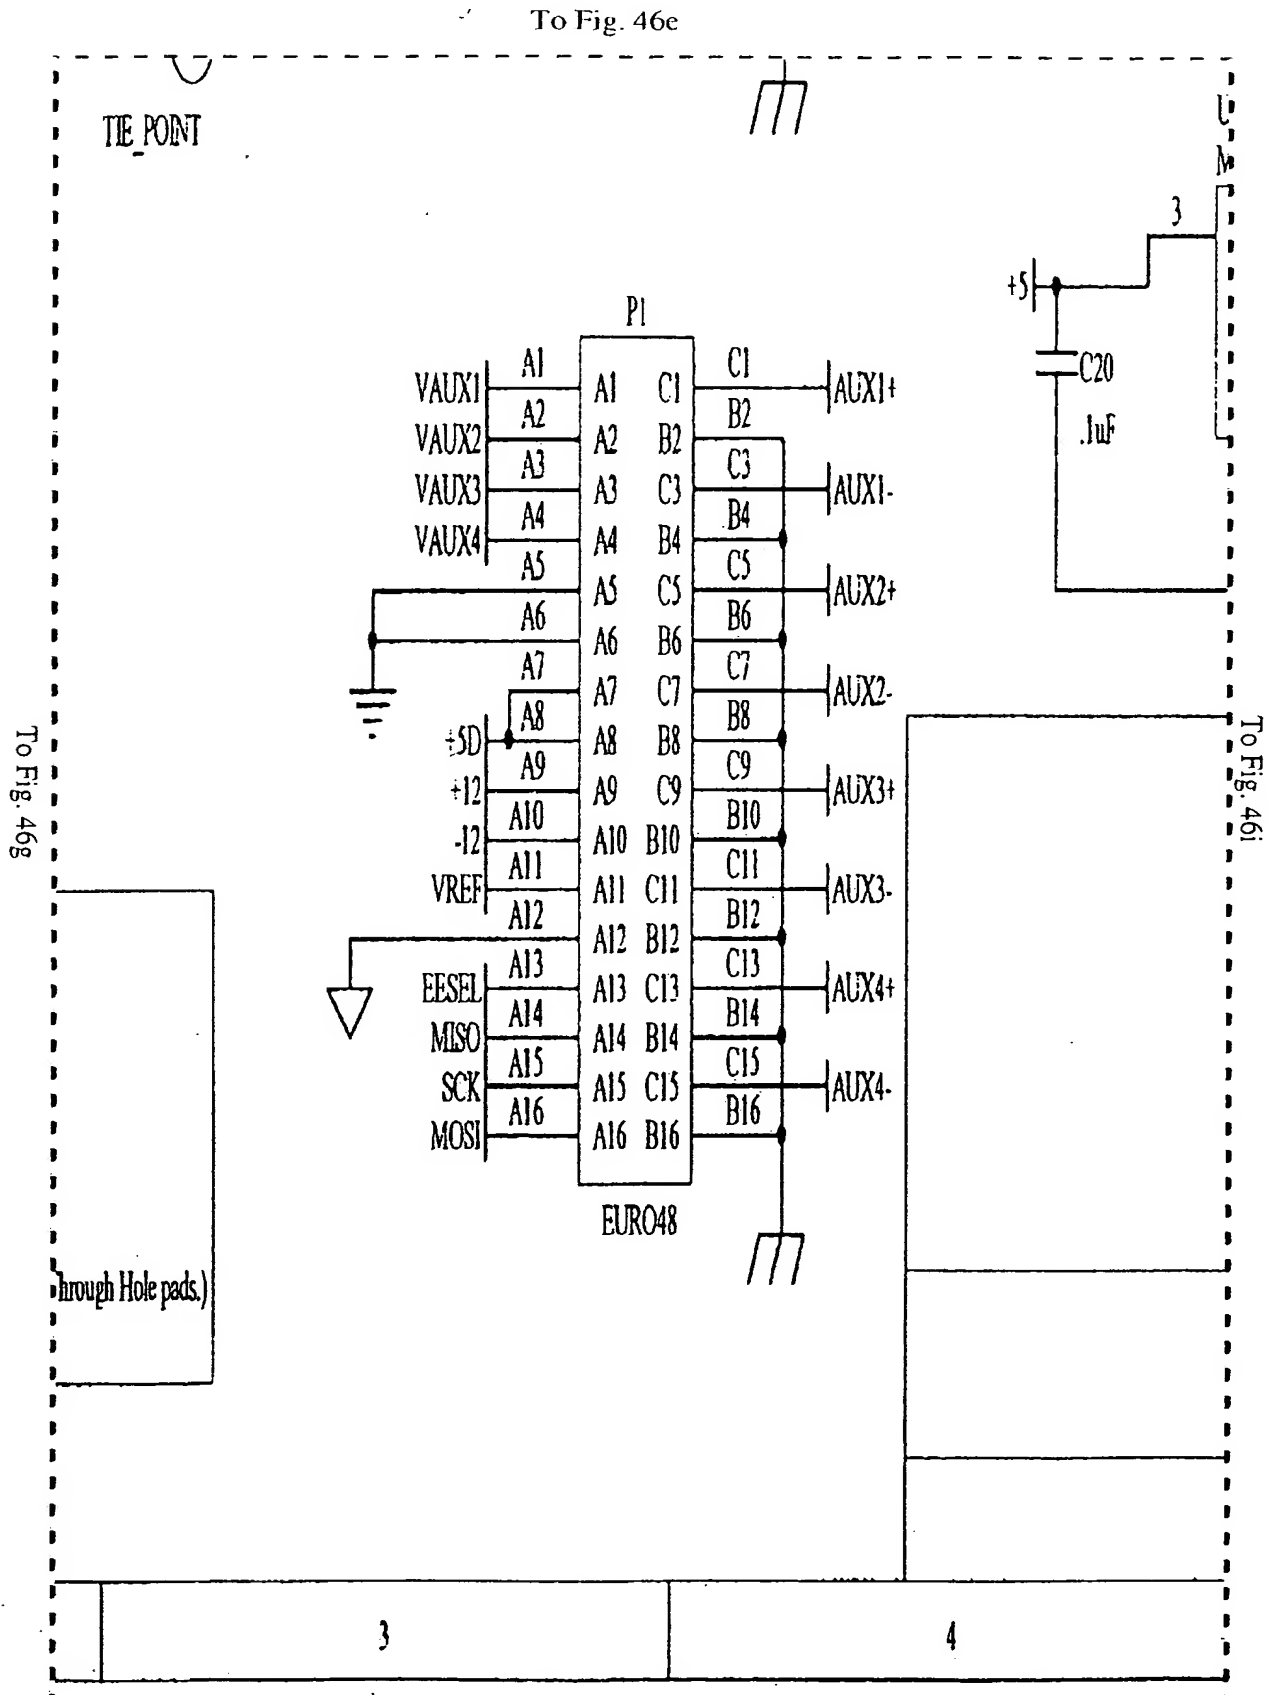 To Fig. 46e
TIE_POINT
U
M
3
+5
C20
.1uF
P1
VAUX1 A1 A1 C1 C1 AUX1+
VAUX2 A2 A2 B2 B2
VAUX3 A3 A3 C3 C3 AUX1-
VAUX4 A4 A4 B4 B4
A5 A5 C5 C5 AUX2+
A6 A6 B6 B6
A7 A7 C7 C7 AUX2-
+5D A8 A8 B8 B8
+12 A9 A9 C9 C9 AUX3+
-12 A10 A10 B10 B10
VREF A11 A11 C11 C11 AUX3-
A12 A12 B12 B12
EESEL A13 A13 C13 C13 AUX4+
MISO A14 A14 B14 B14
SCK A15 A15 C15 C15 AUX4-
MOSI A16 A16 B16 B16
EURO48
To Fig. 46g
To Fig. 46i
hrough Hole pads.)
3
4